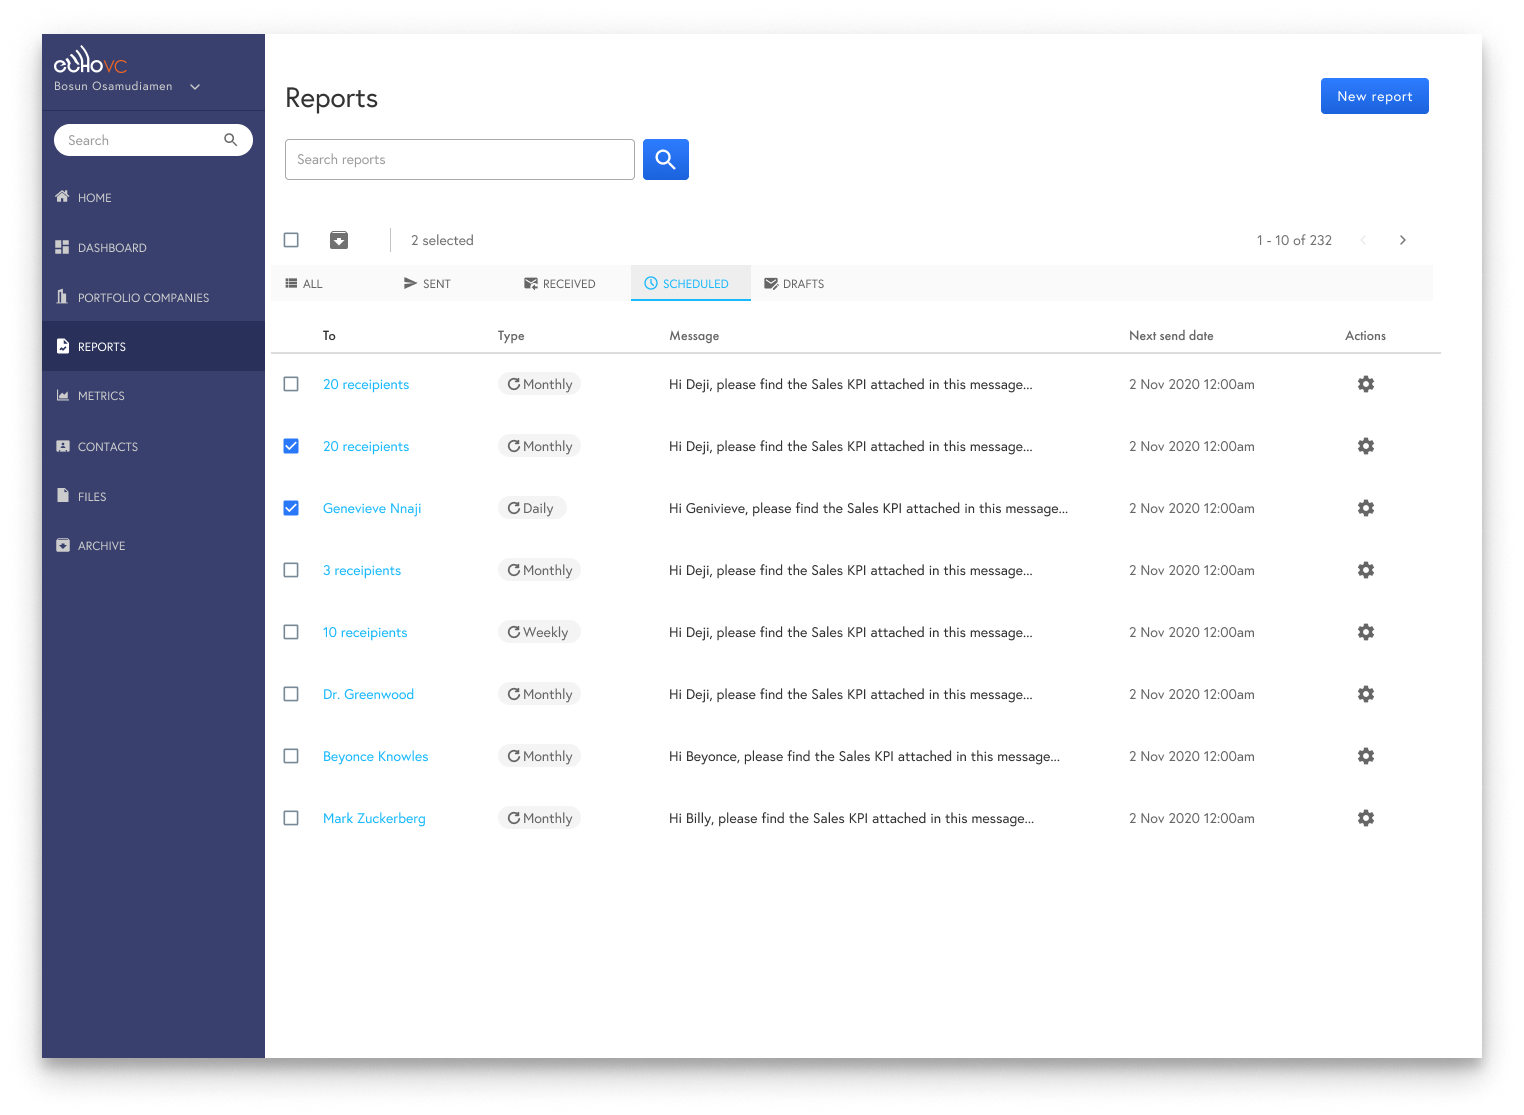 echoVC
Bosun Osamudiamen
Search
HOME
DASHBOARD
PORTFOLIO COMPANIES
REPORTS
METRICS
CONTACTS
FILES
ARCHIVE
Reports
New report
Search reports
2 selected
1 - 10 of 232
ALL SENT RECEIVED SCHEDULED DRAFTS
To Type Message Next send date Actions
20 receipients Monthly Hi Deji, please find the Sales KPI attached in this message... 2 Nov 2020 12:00am
20 receipients Monthly Hi Deji, please find the Sales KPI attached in this message... 2 Nov 2020 12:00am
Genevieve Nnaji Daily Hi Genivieve, please find the Sales KPI attached in this message... 2 Nov 2020 12:00am
3 receipients Monthly Hi Deji, please find the Sales KPI attached in this message... 2 Nov 2020 12:00am
10 receipients Weekly Hi Deji, please find the Sales KPI attached in this message... 2 Nov 2020 12:00am
Dr. Greenwood Monthly Hi Deji, please find the Sales KPI attached in this message... 2 Nov 2020 12:00am
Beyonce Knowles Monthly Hi Beyonce, please find the Sales KPI attached in this message... 2 Nov 2020 12:00am
Mark Zuckerberg Monthly Hi Billy, please find the Sales KPI attached in this message... 2 Nov 2020 12:00am